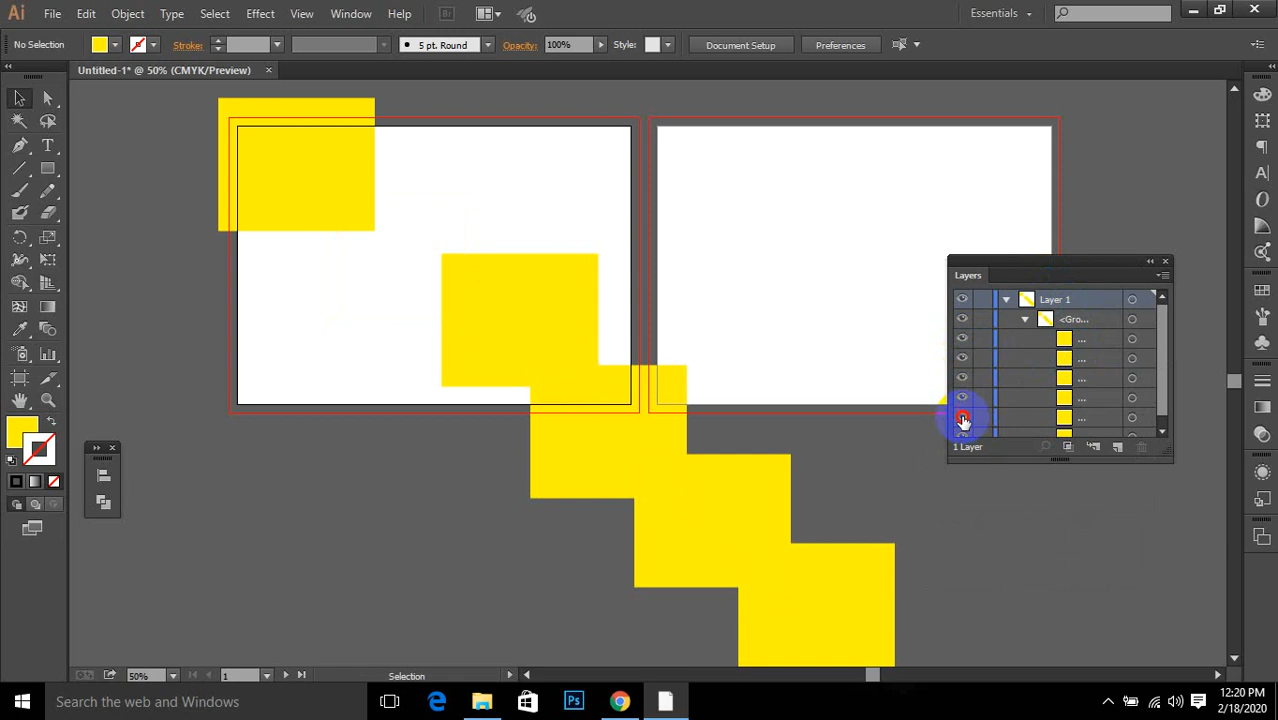 Ai File Edit Object Type Select Effect View Window Help Br Essentials
No Selection Stroke: 5 pt. Round Opacity: 100% Style: Document Setup Preferences
Untitled-1* @ 50% (CMYK/Preview) ×
Layers
Layer 1
<Gro...
...
...
...
...
...
1 Layer
50% 1 Selection
Search the web and Windows Ps 12:20 PM
2/18/2020